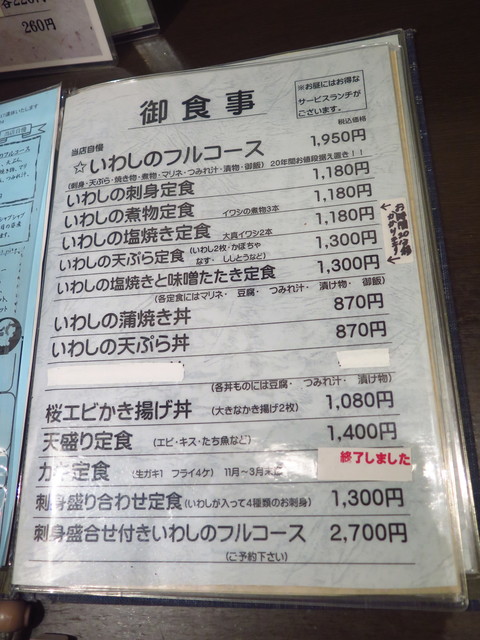 260円
御食事
※お昼にはお得な
サービスランチが
ございます。
税込価格
当店自慢
☆いわしのフルコース 1,950円
(刺身・天ぷら・焼き物・煮物・マリネ・つみれ汁・漬物・御飯) 20年間お値段据え置き!!
いわしの刺身定食 1,180円
いわしの煮物定食 イワシの煮物3本 1,180円
いわしの塩焼き定食 大真イワシ2本 1,180円
いわしの天ぷら定食 (いわし2枚・かぼちゃ なす・ししとうなど) 1,300円
いわしの塩焼きと味噌たたき定食 1,300円
お時間20分前
かかります!
(各定食にはマリネ・豆腐・つみれ汁・漬け物・御飯)
いわしの蒲焼き丼 870円
いわしの天ぷら丼 870円
(各丼ものには豆腐・つみれ汁・漬け物)
桜エビかき揚げ丼 (大きなかき揚げ2枚) 1,080円
天盛り定食 (エビ・キス・たち魚など) 1,400円
カキ定食 (生ガキ1 フライ4ケ) 11月〜3月末 終了しました
刺身盛り合わせ定食 (いわしが入って4種類のお刺身) 1,300円
刺身盛合せ付きいわしのフルコース 2,700円
(ご予約下さい)